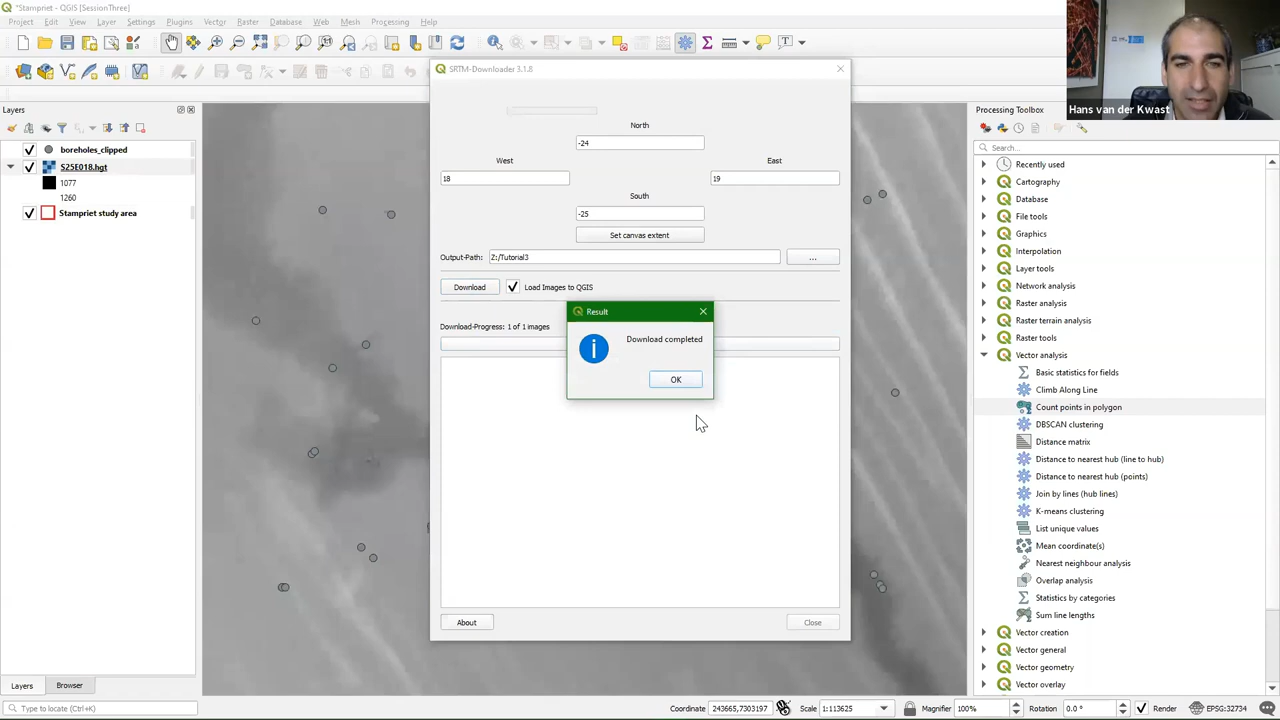 *Stampriet - QGIS [SessionThree]
Project Edit View Layer Settings Plugins Vector Raster Database Web Mesh Processing Help
Hans van der Kwast
SRTM-Downloader 3.1.8
North
-24
West
East
18
19
South
-25
Set canvas extent
Output-Path:
Z:/Tutorial3
...
Download
Load Images to QGIS
Download-Progress: 1 of 1 images
Result
Download completed
OK
About
Close
Layers
boreholes_clipped
S25E018.hgt
1077
1260
Stampriet study area
Layers
Browser
Processing Toolbox
Search...
Recently used
Cartography
Database
File tools
Graphics
Interpolation
Layer tools
Network analysis
Raster analysis
Raster terrain analysis
Raster tools
Vector analysis
Basic statistics for fields
Climb Along Line
Count points in polygon
DBSCAN clustering
Distance matrix
Distance to nearest hub (line to hub)
Distance to nearest hub (points)
Join by lines (hub lines)
K-means clustering
List unique values
Mean coordinate(s)
Nearest neighbour analysis
Overlap analysis
Statistics by categories
Sum line lengths
Vector creation
Vector general
Vector geometry
Vector overlay
Type to locate (Ctrl+K)
Coordinate 243665,7303197
Scale 1:113625
Magnifier 100%
Rotation 0.0 °
Render
EPSG:32734